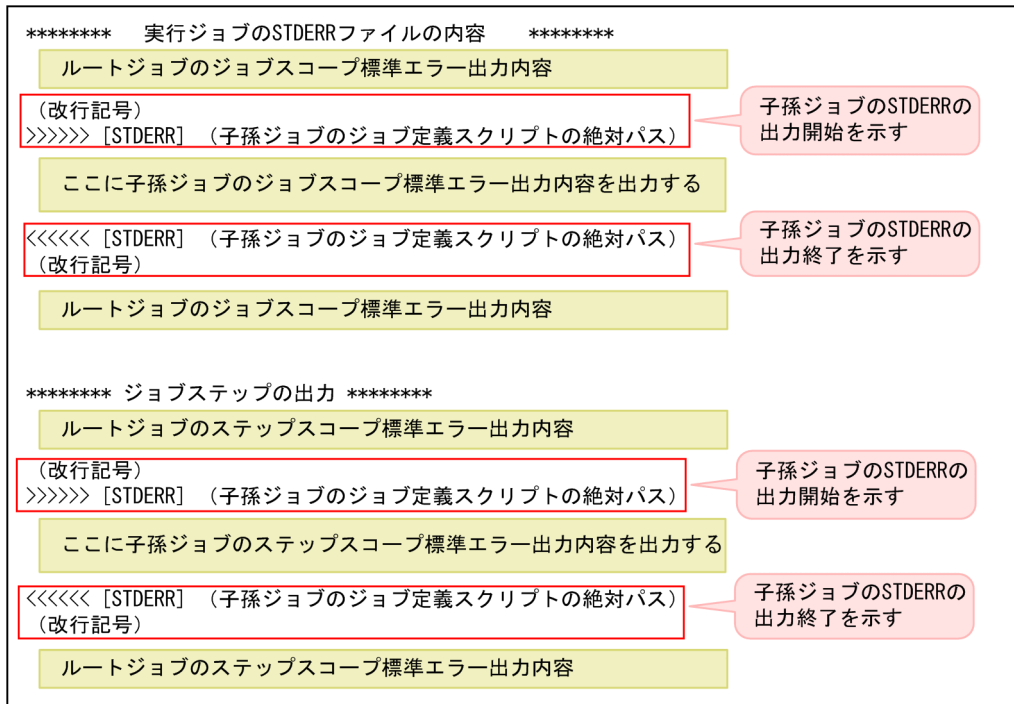 ******** 実行ジョブのSTDERRファイルの内容 ********
ルートジョブのジョブスコープ標準エラー出力内容
（改行記号）
>>>>>> [STDERR] （子孫ジョブのジョブ定義スクリプトの絶対パス）
子孫ジョブのSTDERRの
出力開始を示す
ここに子孫ジョブのジョブスコープ標準エラー出力内容を出力する
<<<<<< [STDERR] （子孫ジョブのジョブ定義スクリプトの絶対パス）
（改行記号）
子孫ジョブのSTDERRの
出力終了を示す
ルートジョブのジョブスコープ標準エラー出力内容
******** ジョブステップの出力 ********
ルートジョブのステップスコープ標準エラー出力内容
（改行記号）
>>>>>> [STDERR] （子孫ジョブのジョブ定義スクリプトの絶対パス）
子孫ジョブのSTDERRの
出力開始を示す
ここに子孫ジョブのステップスコープ標準エラー出力内容を出力する
<<<<<< [STDERR] （子孫ジョブのジョブ定義スクリプトの絶対パス）
（改行記号）
子孫ジョブのSTDERRの
出力終了を示す
ルートジョブのステップスコープ標準エラー出力内容